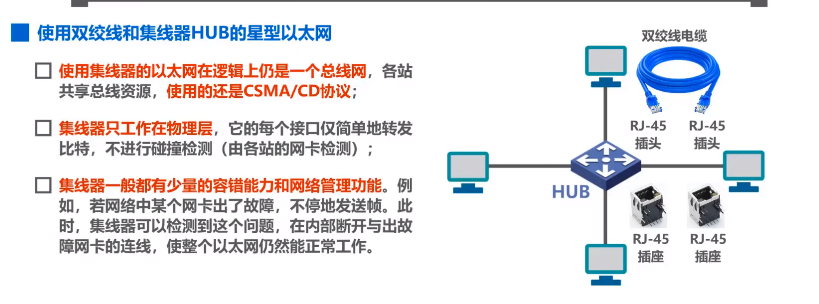 使用双绞线和集线器HUB的星型以太网
使用集线器的以太网在逻辑上仍是一个总线网，各站
共享总线资源，使用的还是CSMA/CD协议；
集线器只工作在物理层，它的每个接口仅简单地转发
比特，不进行碰撞检测（由各站的网卡检测）；
集线器一般都有少量的容错能力和网络管理功能。例
如，若网络中某个网卡出了故障，不停地发送帧。此
时，集线器可以检测到这个问题，在内部断开与出故
障网卡的连线，使整个以太网仍然能正常工作。
双绞线电缆
RJ-45
插头
RJ-45
插头
HUB
RJ-45
插座
RJ-45
插座